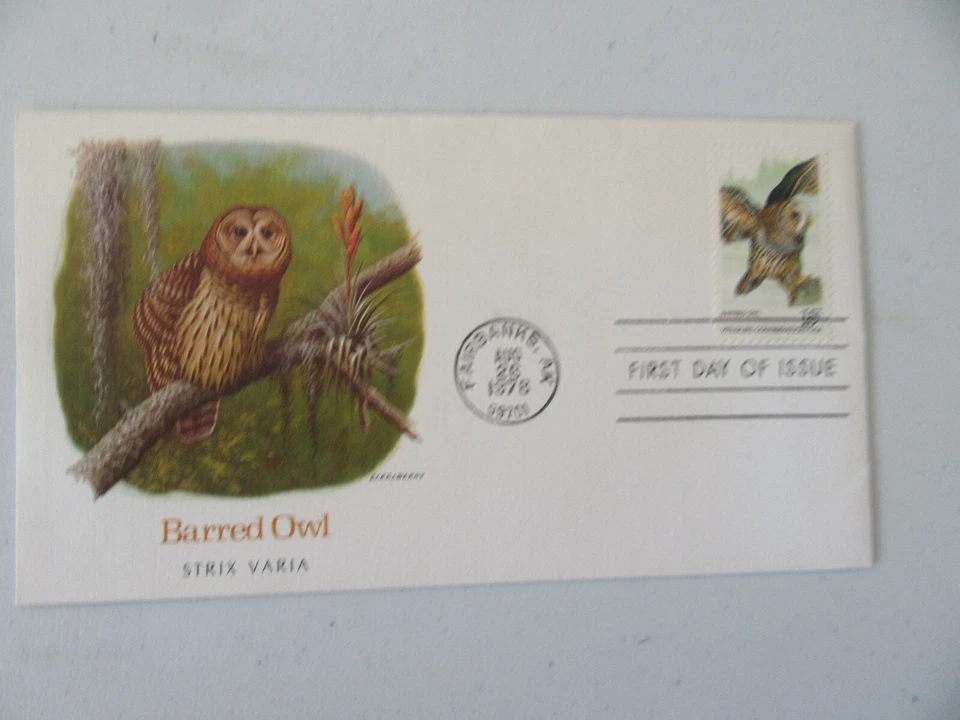 Barred Owl
STRIX VARIA
FAIRBANKS, AK
AUG
26
1978
99701
FIRST DAY OF ISSUE